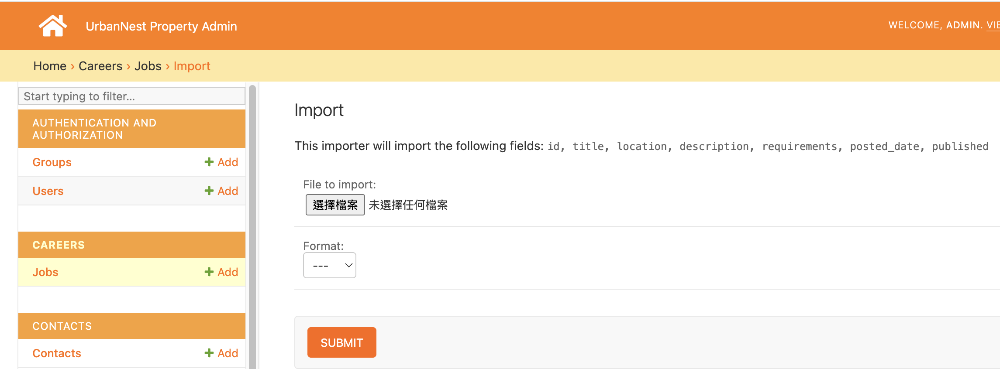 UrbanNest Property Admin
WELCOME, ADMIN.
Home › Careers › Jobs › Import
Start typing to filter...
AUTHENTICATION AND
AUTHORIZATION
Groups + Add
Users + Add
CAREERS
Jobs + Add
CONTACTS
Contacts + Add
Import
This importer will import the following fields: id, title, location, description, requirements, posted_date, published
File to import:
選擇檔案 未選擇任何檔案
Format:
---
SUBMIT